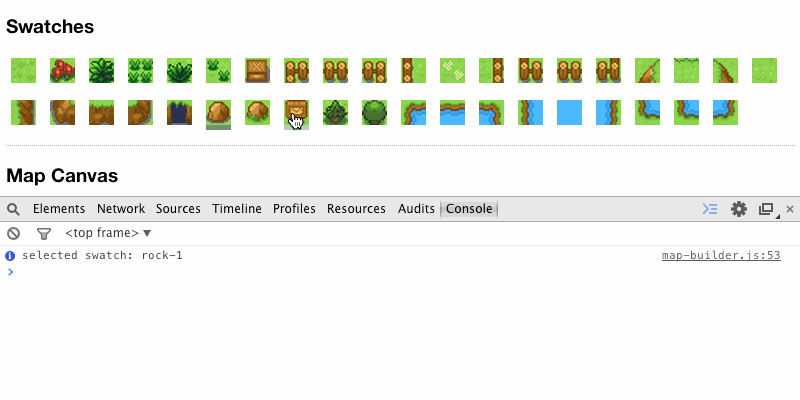 Swatches
Map Canvas
Elements Network Sources Timeline Profiles Resources Audits Console
<top frame>
selected swatch: rock-1 map-builder.js:53